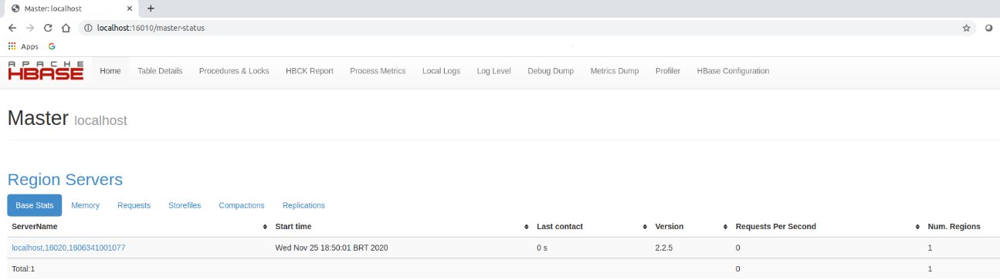 Master: localhost
localhost:16010/master-status
Apps
APACHE
HBASE
Home Table Details Procedures & Locks HBCK Report Process Metrics Local Logs Log Level Debug Dump Metrics Dump Profiler HBase Configuration
Master localhost
Region Servers
Base Stats Memory Requests Storefiles Compactions Replications
ServerName Start time Last contact Version Requests Per Second Num. Regions
localhost,16020,1606341001077 Wed Nov 25 18:50:01 BRT 2020 0 s 2.2.5 0 1
Total:1 0 1